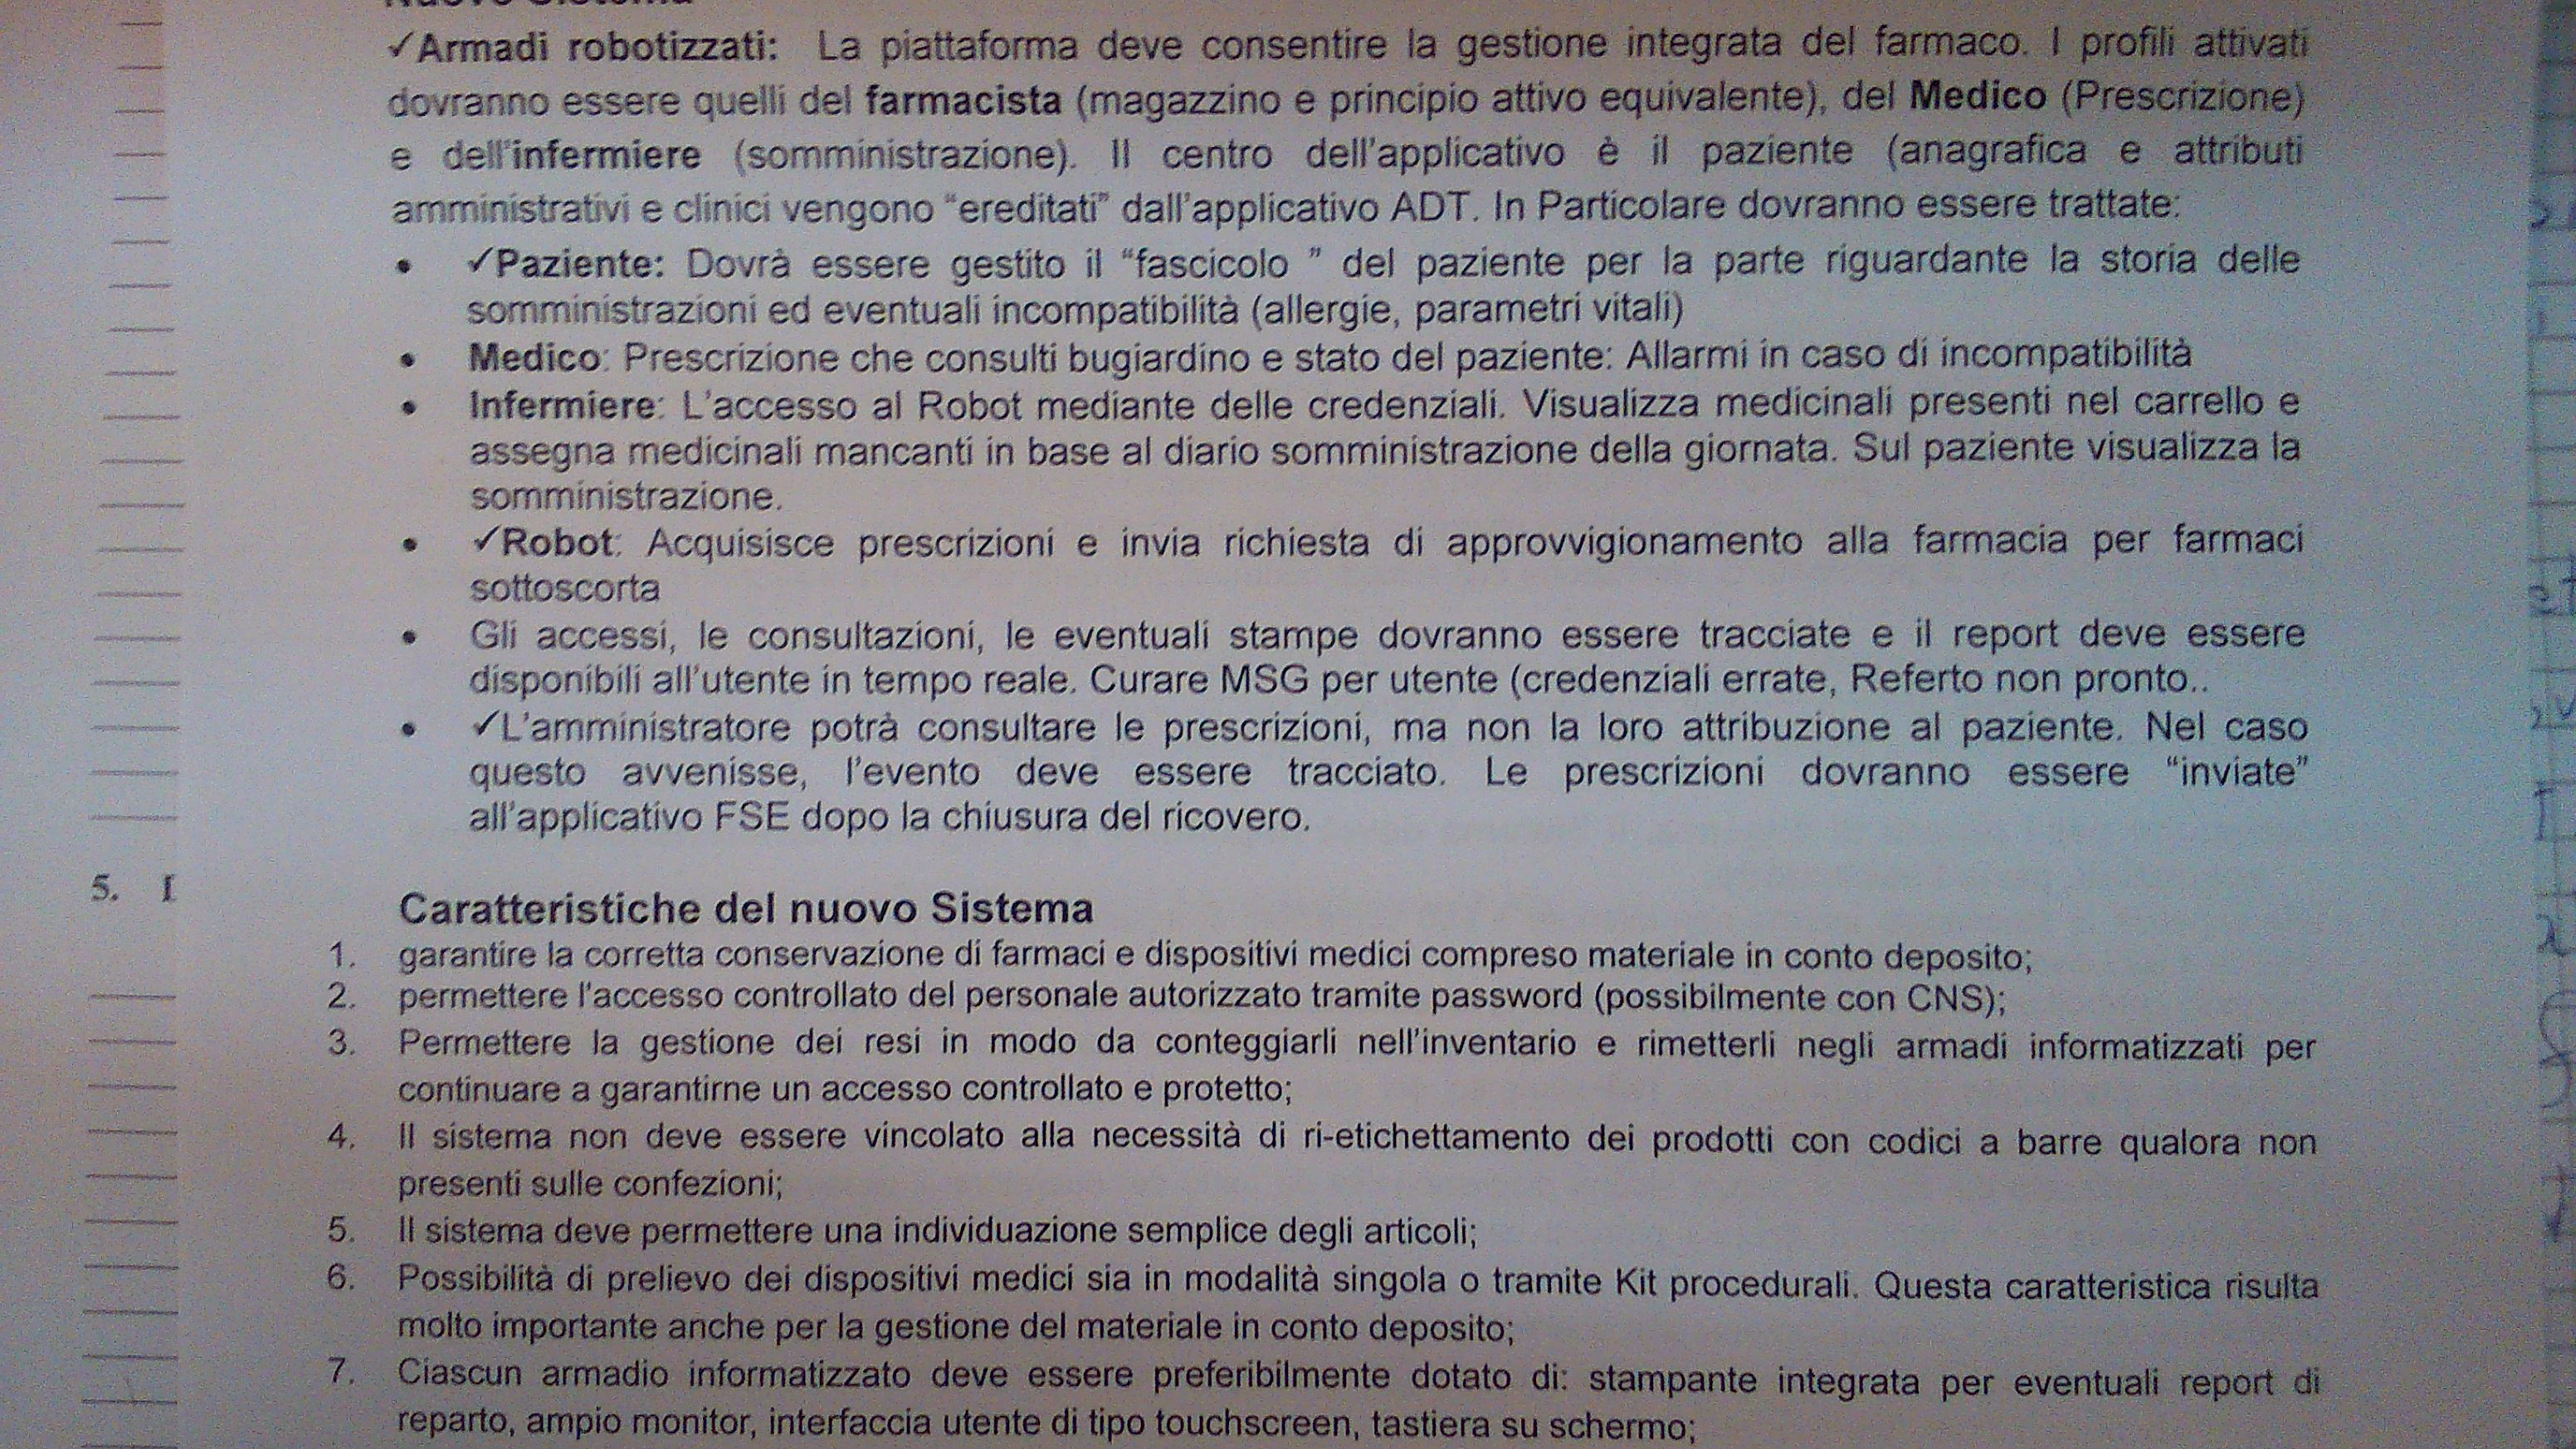 Nuovo Sistema
✓Armadi robotizzati: La piattaforma deve consentire la gestione integrata del farmaco. I profili attivati
dovranno essere quelli del farmacista (magazzino e principio attivo equivalente), del Medico (Prescrizione)
e dell'infermiere (somministrazione). Il centro dell'applicativo è il paziente (anagrafica e attributi
amministrativi e clinici vengono "ereditati" dall'applicativo ADT. In Particolare dovranno essere trattate:
• ✓Paziente: Dovrà essere gestito il "fascicolo " del paziente per la parte riguardante la storia delle
somministrazioni ed eventuali incompatibilità (allergie, parametri vitali)
• Medico: Prescrizione che consulti bugiardino e stato del paziente: Allarmi in caso di incompatibilità
• Infermiere: L'accesso al Robot mediante delle credenziali. Visualizza medicinali presenti nel carrello e
assegna medicinali mancanti in base al diario somministrazione della giornata. Sul paziente visualizza la
somministrazione.
• ✓Robot: Acquisisce prescrizioni e invia richiesta di approvvigionamento alla farmacia per farmaci
sottoscorta
• Gli accessi, le consultazioni, le eventuali stampe dovranno essere tracciate e il report deve essere
disponibili all'utente in tempo reale. Curare MSG per utente (credenziali errate, Referto non pronto..
• ✓L'amministratore potrà consultare le prescrizioni, ma non la loro attribuzione al paziente. Nel caso
questo avvenisse, l'evento deve essere tracciato. Le prescrizioni dovranno essere "inviate"
all'applicativo FSE dopo la chiusura del ricovero.
5. I
Caratteristiche del nuovo Sistema
1. garantire la corretta conservazione di farmaci e dispositivi medici compreso materiale in conto deposito;
2. permettere l'accesso controllato del personale autorizzato tramite password (possibilmente con CNS);
3. Permettere la gestione dei resi in modo da conteggiarli nell'inventario e rimetterli negli armadi informatizzati per
continuare a garantirne un accesso controllato e protetto;
4. Il sistema non deve essere vincolato alla necessità di ri-etichettamento dei prodotti con codici a barre qualora non
presenti sulle confezioni;
5. Il sistema deve permettere una individuazione semplice degli articoli;
6. Possibilità di prelievo dei dispositivi medici sia in modalità singola o tramite Kit procedurali. Questa caratteristica risulta
molto importante anche per la gestione del materiale in conto deposito;
7. Ciascun armadio informatizzato deve essere preferibilmente dotato di: stampante integrata per eventuali report di
reparto, ampio monitor, interfaccia utente di tipo touchscreen, tastiera su schermo;